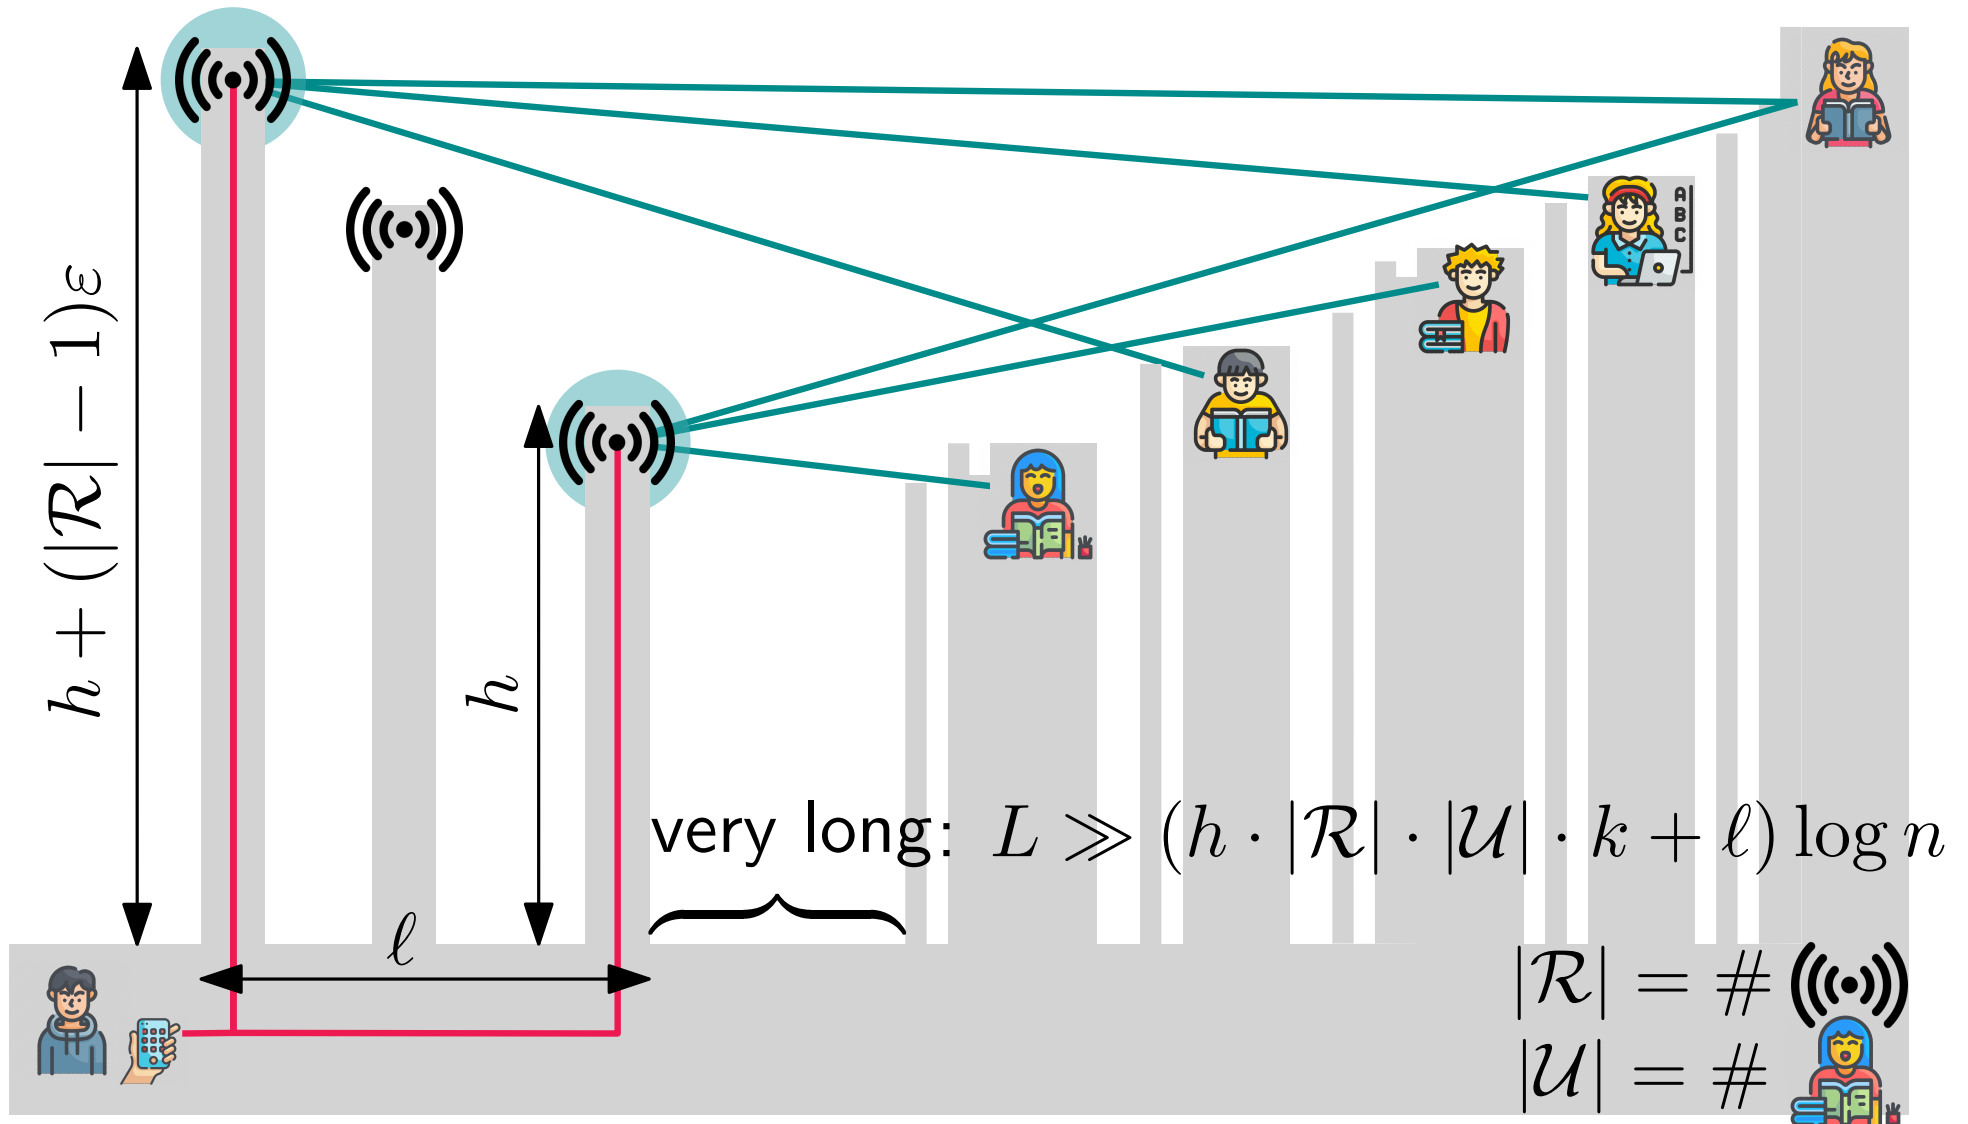 h + (|ℛ| − 1)ε
A
B
C
h
very long: L ≫ (h · |ℛ| · |𝒰| · k + ℓ) log n
ℓ
|ℛ| = #
|𝒰| = #